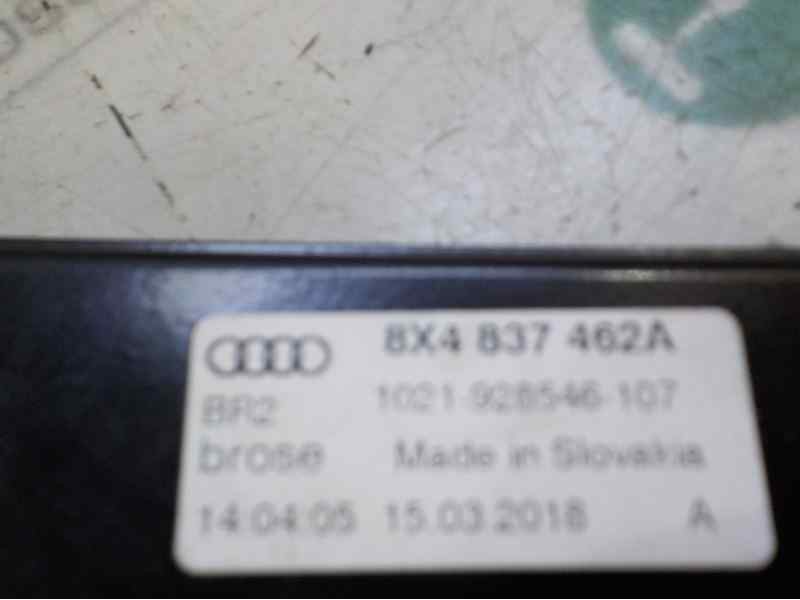 8X4 837 462A
BR2 1021-928546-107
brose Made in Slovakia
14:04:05 15.03.2018 A